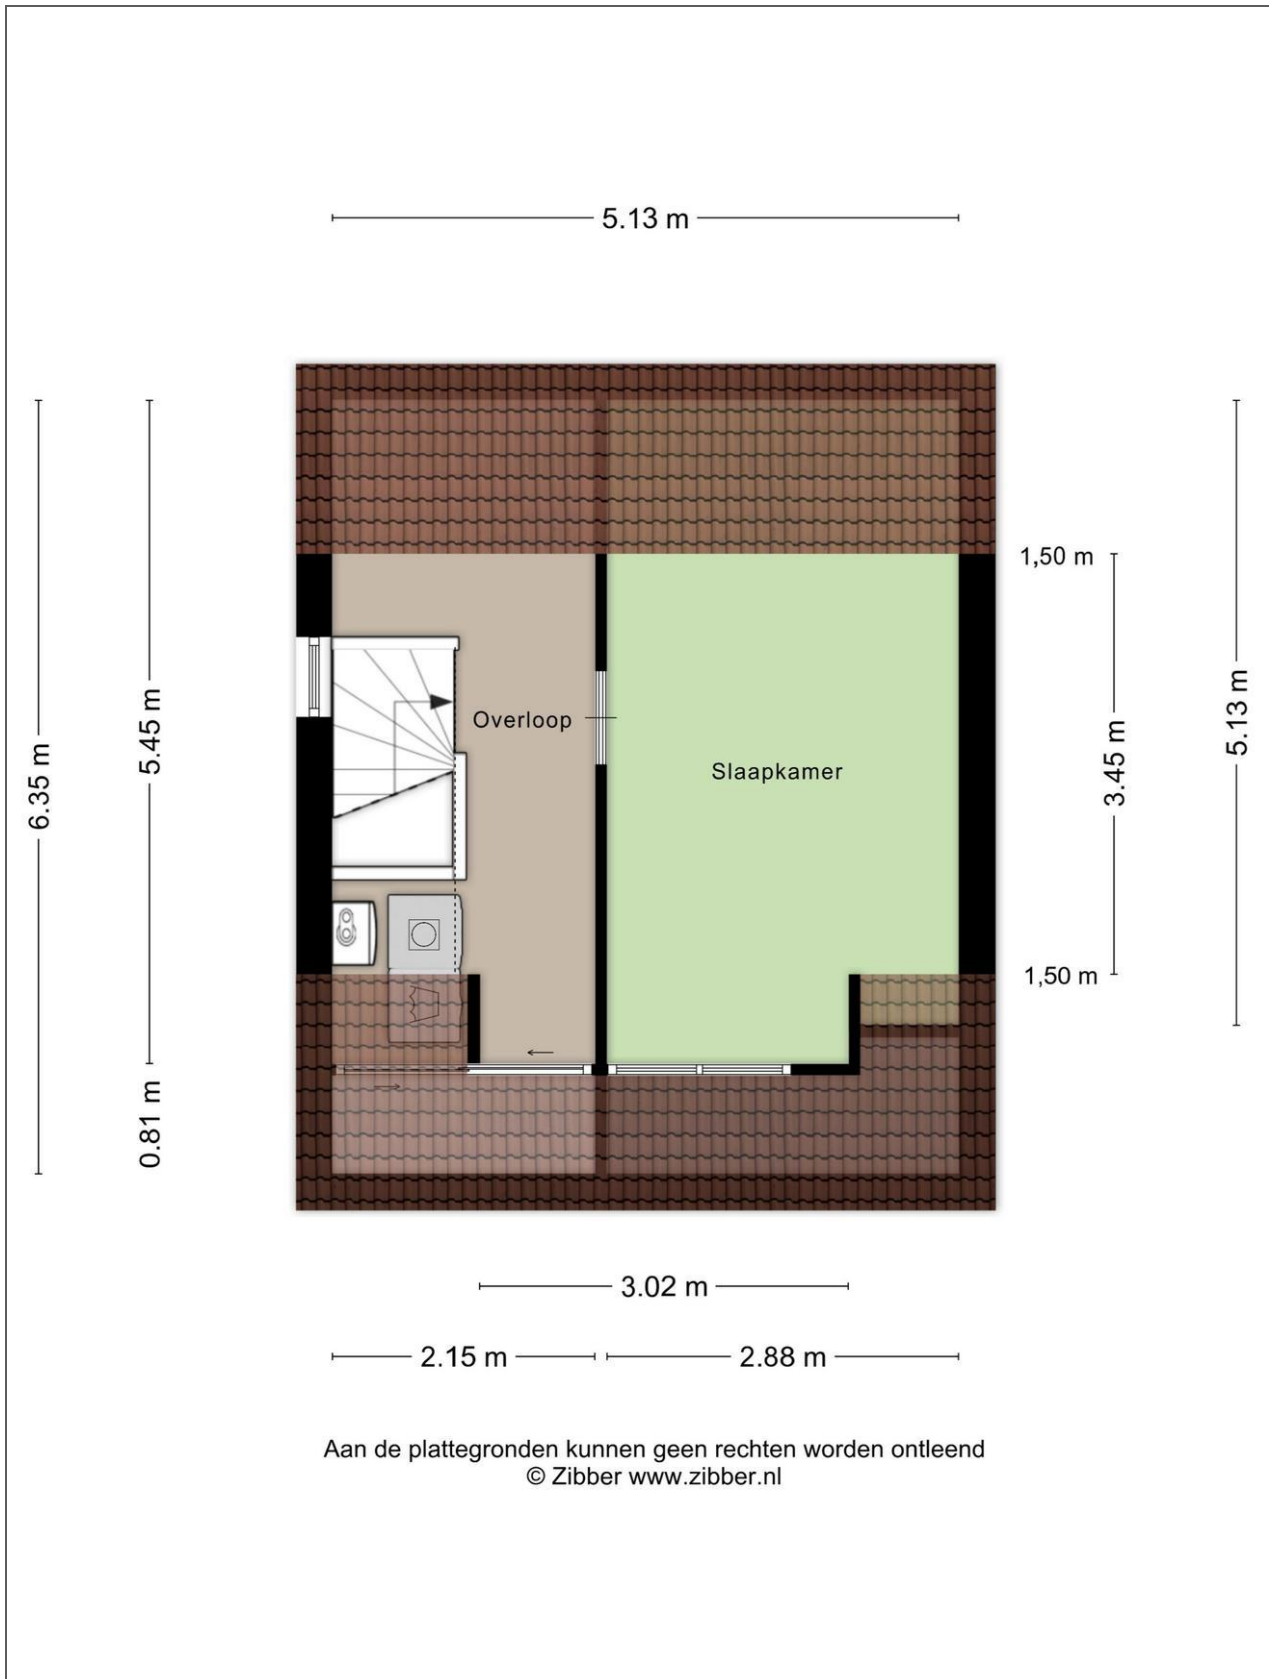 5.13 m
1,50 m
Overloop
Slaapkamer
6.35 m
5.45 m
3.45 m
5.13 m
1,50 m
0.81 m
3.02 m
2.15 m
2.88 m
Aan de plattegronden kunnen geen rechten worden ontleend
© Zibber www.zibber.nl